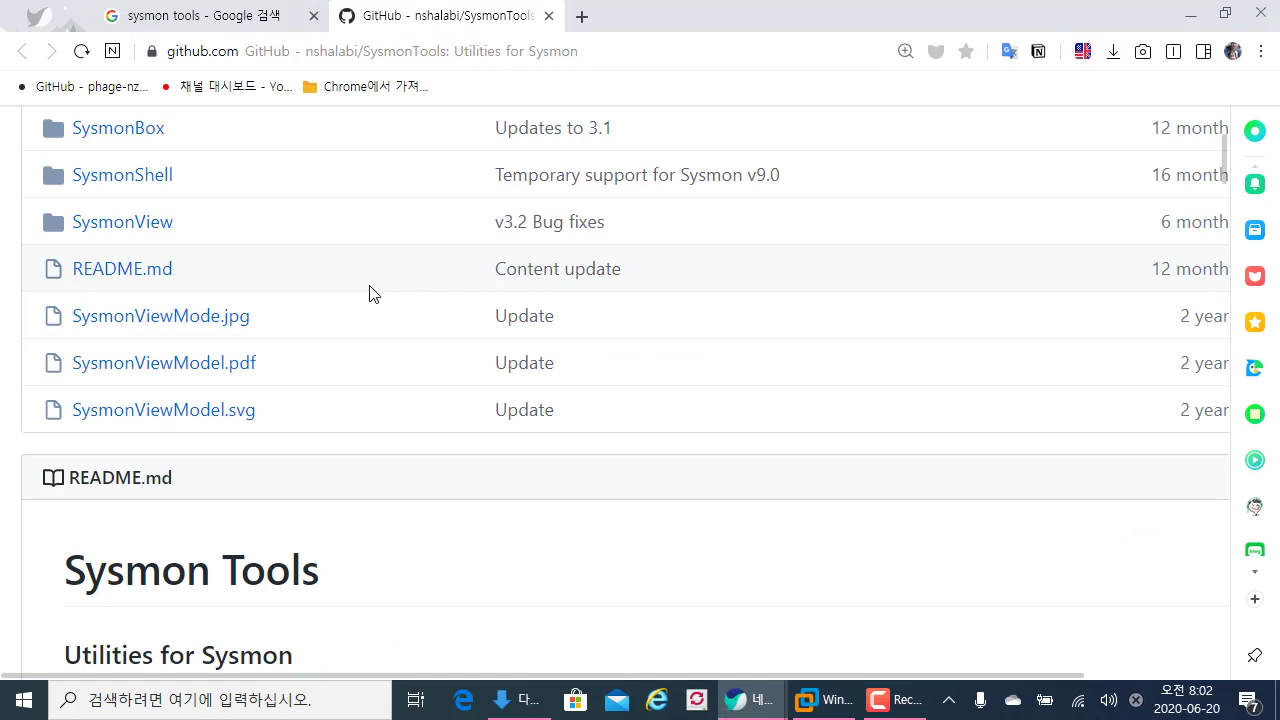 sysmon tools - Google 검색
GitHub - nshalabi/SysmonTools
github.com GitHub - nshalabi/SysmonTools: Utilities for Sysmon
GitHub - phage-nz...
채널 대시보드 - Yo...
Chrome에서 가져...
SysmonBox Updates to 3.1 12 month
SysmonShell Temporary support for Sysmon v9.0 16 month
SysmonView v3.2 Bug fixes 6 month
README.md Content update 12 month
SysmonViewMode.jpg Update 2 year
SysmonViewModel.pdf Update 2 year
SysmonViewModel.svg Update 2 year
README.md
Sysmon Tools
Utilities for Sysmon
blog
검색하려면 여기에 입력하십시오.
다...
네...
Win...
Rec...
오전 8:02
2020-06-20
7